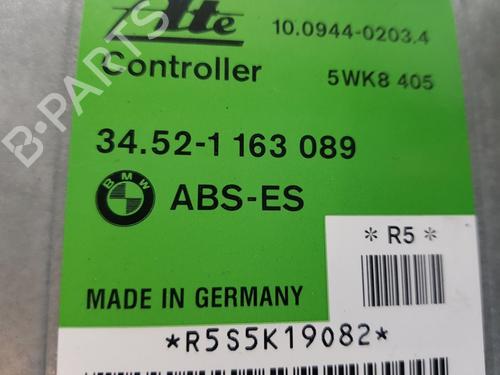 Ate
10.0944-0203.4
Controller
5WK8 405
34.52-1 163 089
BMW
ABS-ES
* R5 *
MADE IN GERMANY
*R5S5K19082*
B-PARTS